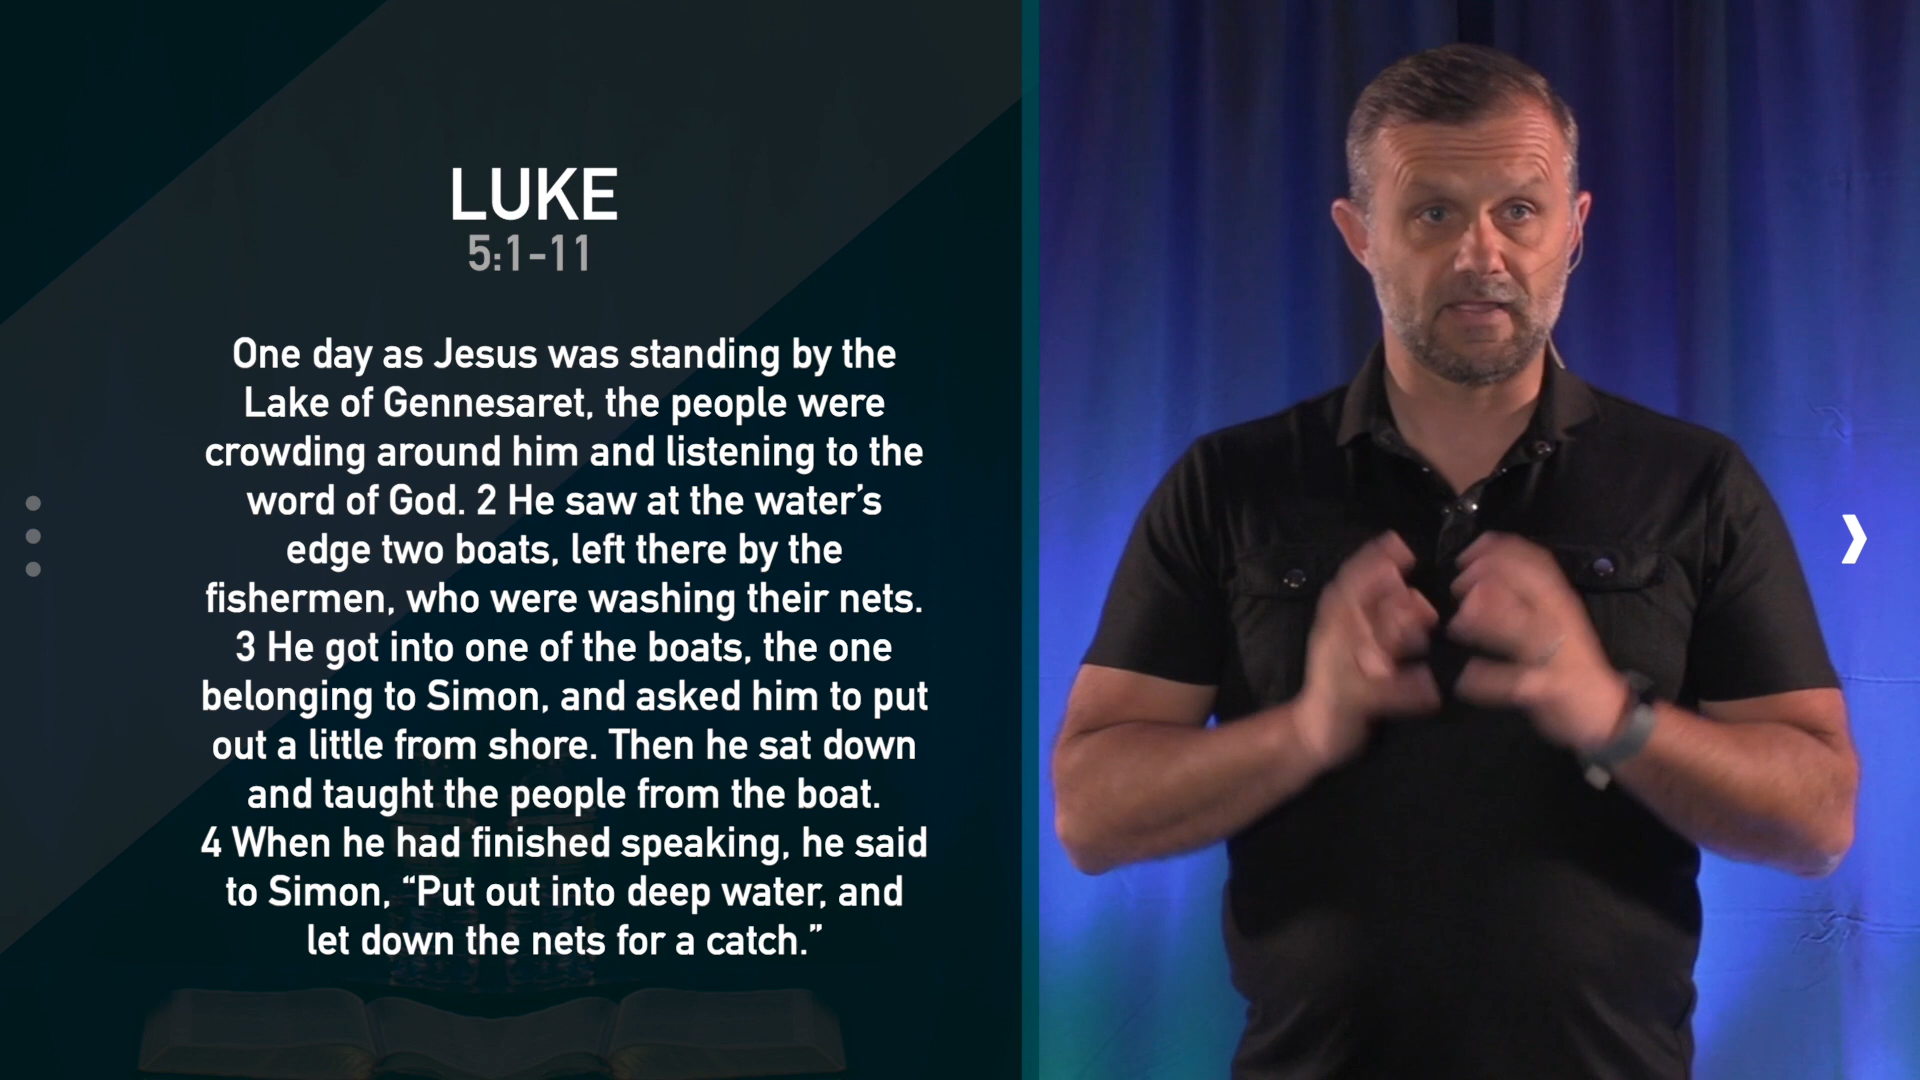 LUKE
5:1-11
One day as Jesus was standing by the
Lake of Gennesaret, the people were
crowding around him and listening to the
word of God. 2 He saw at the water’s
edge two boats, left there by the
fishermen, who were washing their nets.
3 He got into one of the boats, the one
belonging to Simon, and asked him to put
out a little from shore. Then he sat down
and taught the people from the boat.
4 When he had finished speaking, he said
to Simon, “Put out into deep water, and
let down the nets for a catch.”